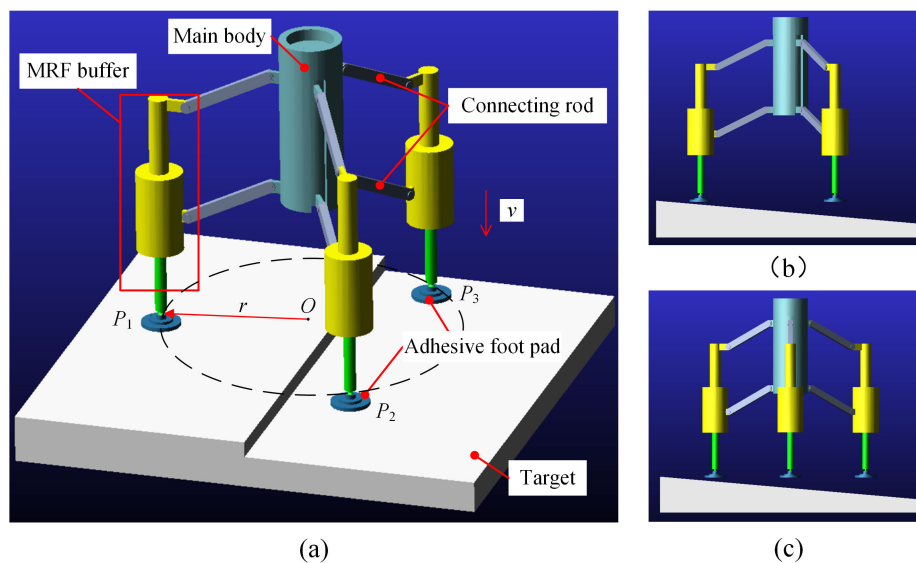 Main body
MRF buffer
Connecting rod
v
P3
r
O
P1
Adhesive foot pad
P2
Target
(a)
(b)
(c)